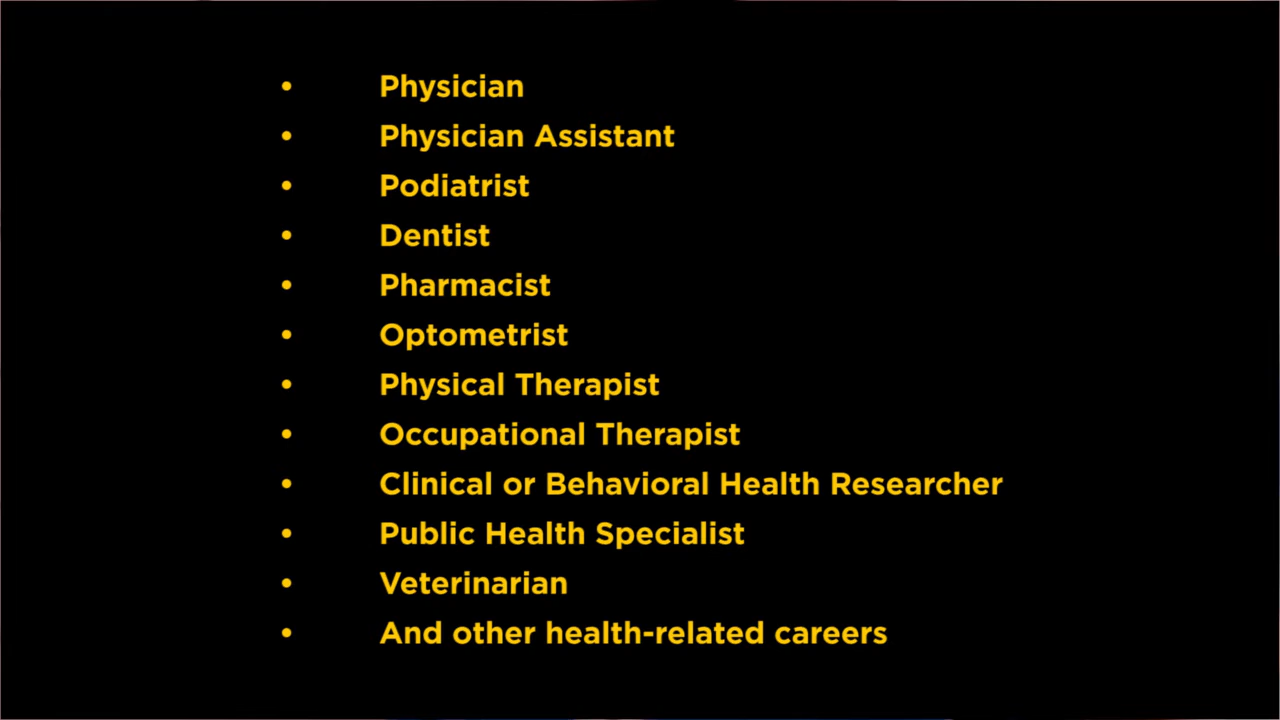 • Physician
• Physician Assistant
• Podiatrist
• Dentist
• Pharmacist
• Optometrist
• Physical Therapist
• Occupational Therapist
• Clinical or Behavioral Health Researcher
• Public Health Specialist
• Veterinarian
• And other health-related careers